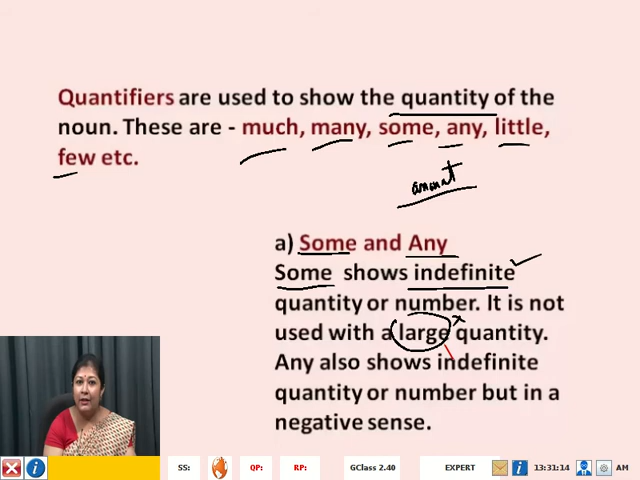 Quantifiers are used to show the quantity of the
noun. These are - much, many, some, any, little,
few etc.
amount
a) Some and Any
Some shows indefinite
quantity or number. It is not
used with a large quantity.
Any also shows indefinite
quantity or number but in a
negative sense.
SS: QP: RP: GClass 2.40 EXPERT 13:31:14 AM